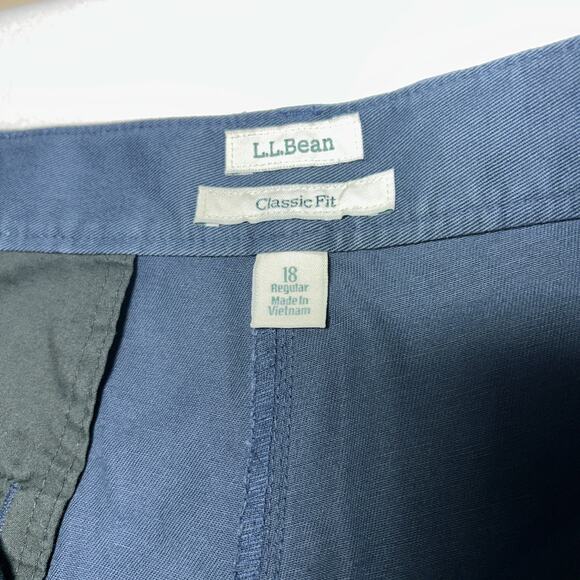 L.L.Bean
Classic Fit
18
Regular
Made In
Vietnam